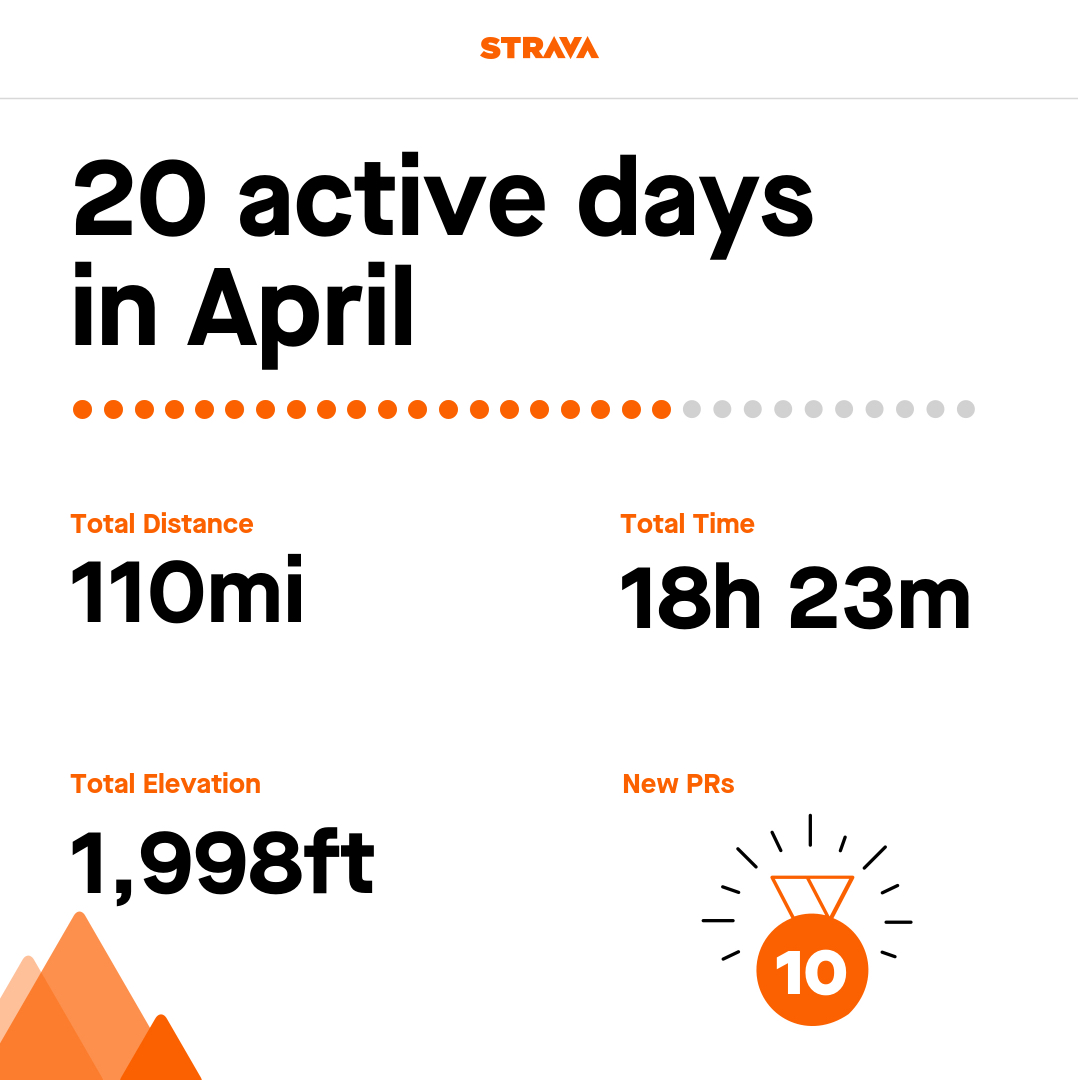 STRAVA
20 active days
in April
Total Distance
110mi
Total Time
18h 23m
Total Elevation
1,998ft
New PRs
10